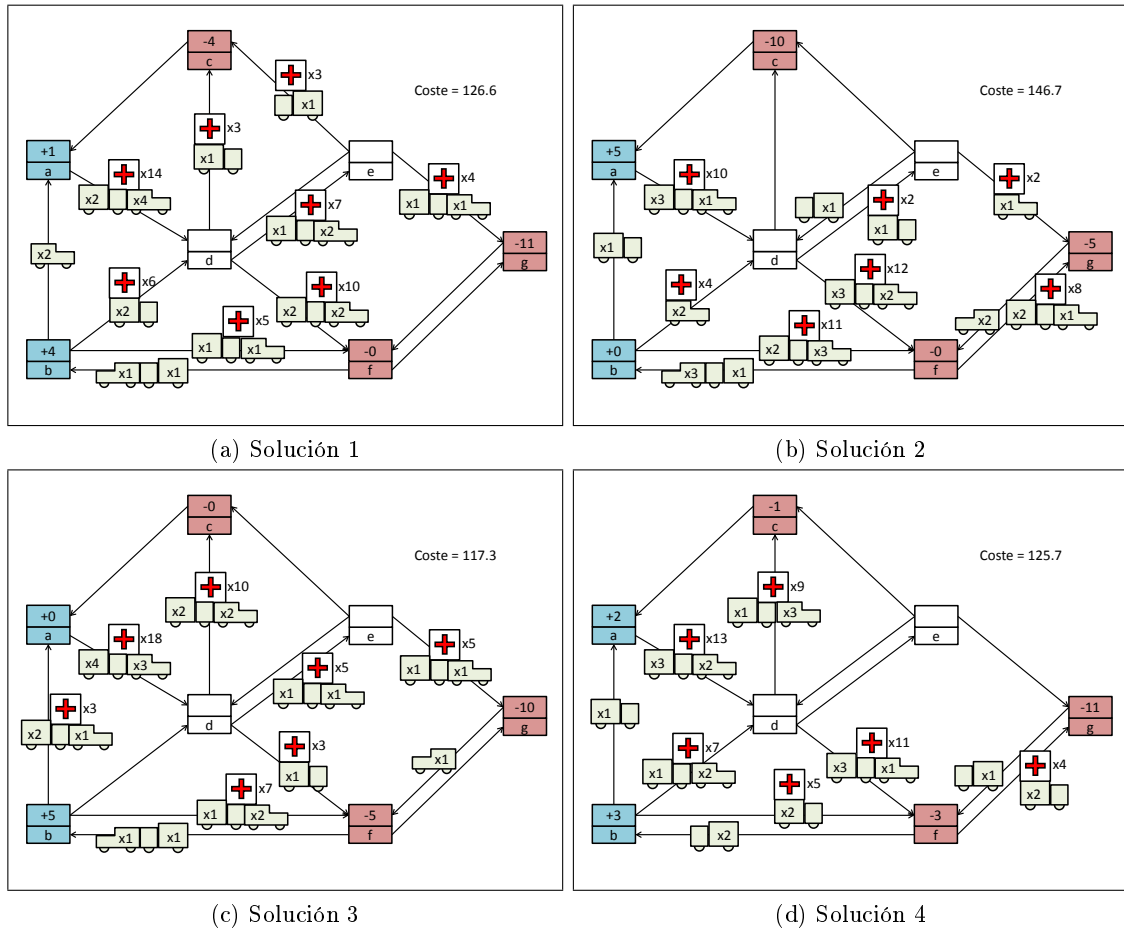 -4
c
x3
x1
Coste = 126.6
x3
x1
+1
a
x14
x2 x4
e
x4
x1 x1
x7
x1 x2
x2
d
-11
g
x6
x2
x10
x2 x2
x5
x1 x1
+4
b
-0
f
x1 x1
(a) Solución 1
-10
c
Coste = 146.7
+5
a
x10
x3 x1
e
x2
x1
x1
x2
x1
x1
d
-5
g
x4
x2
x12
x3 x2
x8
x2 x1
x2
x11
x2 x3
+0
b
-0
f
x3 x1
(b) Solución 2
-0
c
Coste = 117.3
x10
x2 x2
+0
a
x18
x4 x3
e
x5
x1 x1
x5
x1 x1
x3
x2 x1
d
-10
g
x3
x1
x1
x7
x1 x2
+5
b
-5
f
x1 x1
(c) Solución 3
-1
c
Coste = 125.7
x9
x1 x3
+2
a
x13
x3 x2
e
x1
d
-11
g
x7
x1 x2
x11
x3 x1
x1
x4
x2
x5
x2
+3
b
-3
f
x2
(d) Solución 4